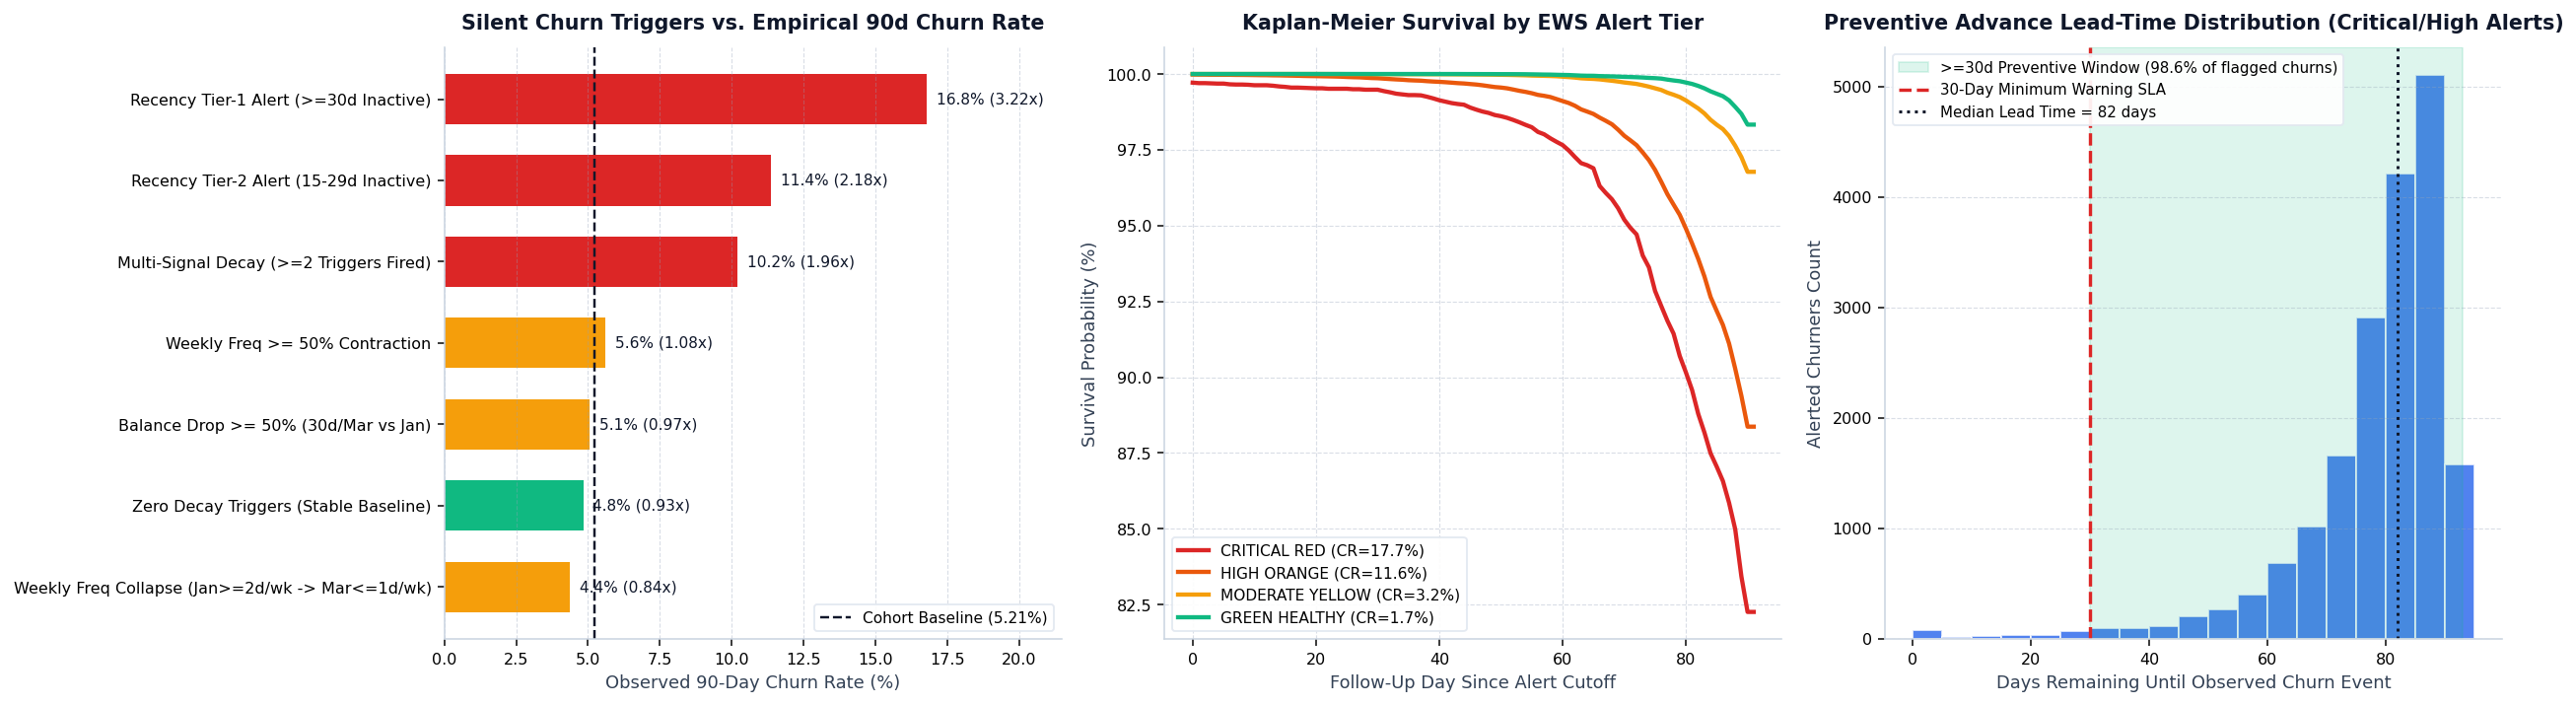 Silent Churn Triggers vs. Empirical 90d Churn Rate
Recency Tier-1 Alert (>=30d Inactive)
16.8% (3.22x)
Recency Tier-2 Alert (15-29d Inactive)
11.4% (2.18x)
Multi-Signal Decay (>=2 Triggers Fired)
10.2% (1.96x)
Weekly Freq >= 50% Contraction
5.6% (1.08x)
Balance Drop >= 50% (30d/Mar vs Jan)
5.1% (0.97x)
Zero Decay Triggers (Stable Baseline)
4.8% (0.93x)
Weekly Freq Collapse (Jan>=2d/wk -> Mar<=1d/wk)
4.4% (0.84x)
Cohort Baseline (5.21%)
0.0 2.5 5.0 7.5 10.0 12.5 15.0 17.5 20.0
Observed 90-Day Churn Rate (%)
Kaplan-Meier Survival by EWS Alert Tier
Survival Probability (%)
100.0
97.5
95.0
92.5
90.0
87.5
85.0
82.5
CRITICAL RED (CR=17.7%)
HIGH ORANGE (CR=11.6%)
MODERATE YELLOW (CR=3.2%)
GREEN HEALTHY (CR=1.7%)
0 20 40 60 80
Follow-Up Day Since Alert Cutoff
Preventive Advance Lead-Time Distribution (Critical/High Alerts)
>=30d Preventive Window (98.6% of flagged churns)
30-Day Minimum Warning SLA
Median Lead Time = 82 days
Alerted Churners Count
5000
4000
3000
2000
1000
0
0 20 40 60 80
Days Remaining Until Observed Churn Event